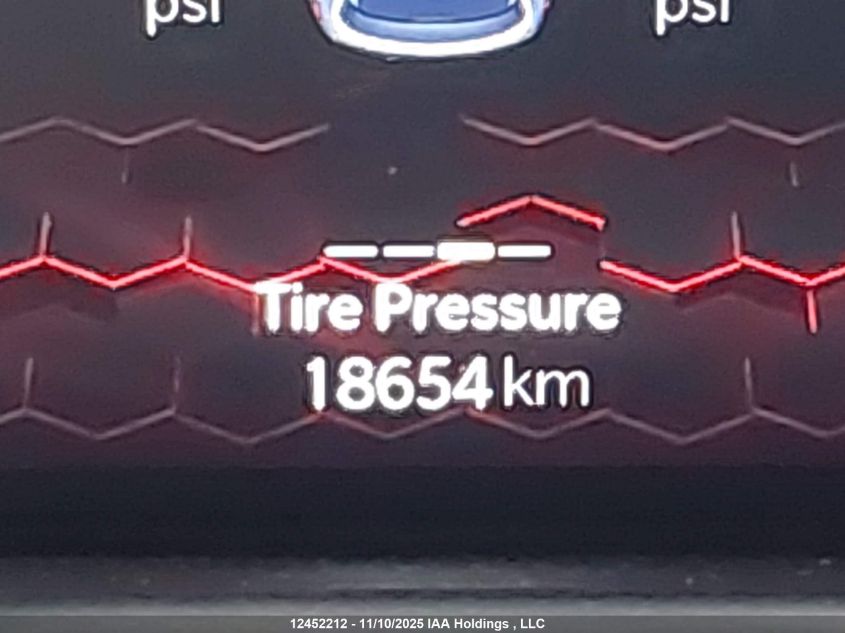 psi psi
Tire Pressure
18654 km
12452212 - 11/10/2025 IAA Holdings , LLC